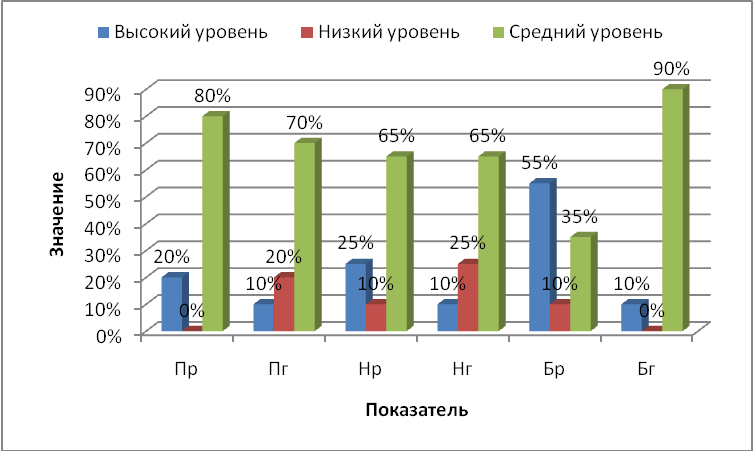 Высокий уровень Низкий уровень Средний уровень
90%
80%
70%
60%
50%
40%
30%
20%
10%
0%
Значение
20% 0% 80%
10% 20% 70%
25% 10% 65%
10% 25% 65%
55% 10% 35%
10% 0% 90%
Пр Пг Нр Нг Бр Бг
Показатель